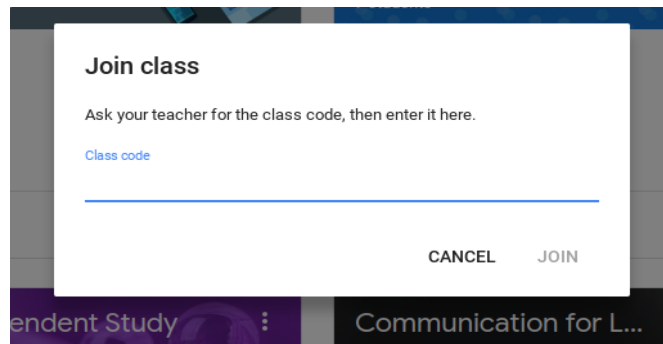 Join class
Ask your teacher for the class code, then enter it here.
Class code
CANCEL JOIN
endent Study
Communication for L...